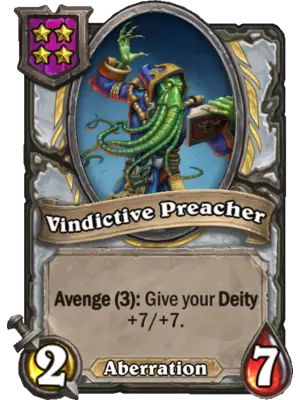 Vindictive Preacher
Avenge (3): Give your Deity
+7/+7.
2
Aberration
7